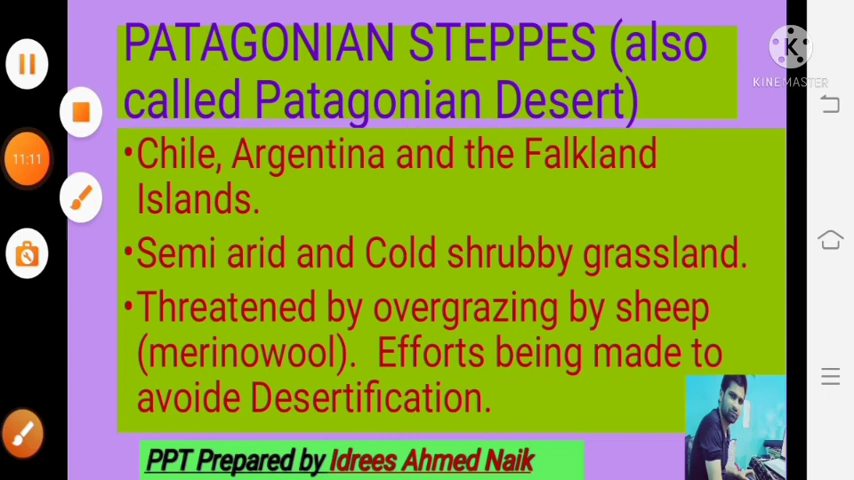 PATAGONIAN STEPPES (also
called Patagonian Desert)
K
KINEMASTER
11:11
•Chile, Argentina and the Falkland
Islands.
•Semi arid and Cold shrubby grassland.
•Threatened by overgrazing by sheep
(merinowool). Efforts being made to
avoide Desertification.
PPT Prepared by Idrees Ahmed Naik